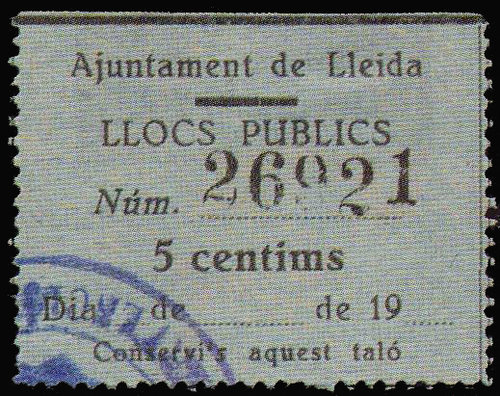 Ajuntament de Lleida
LLOCS PUBLICS
Núm. 26921
5 centims
Dia de de 19
Conservi's aquest taló